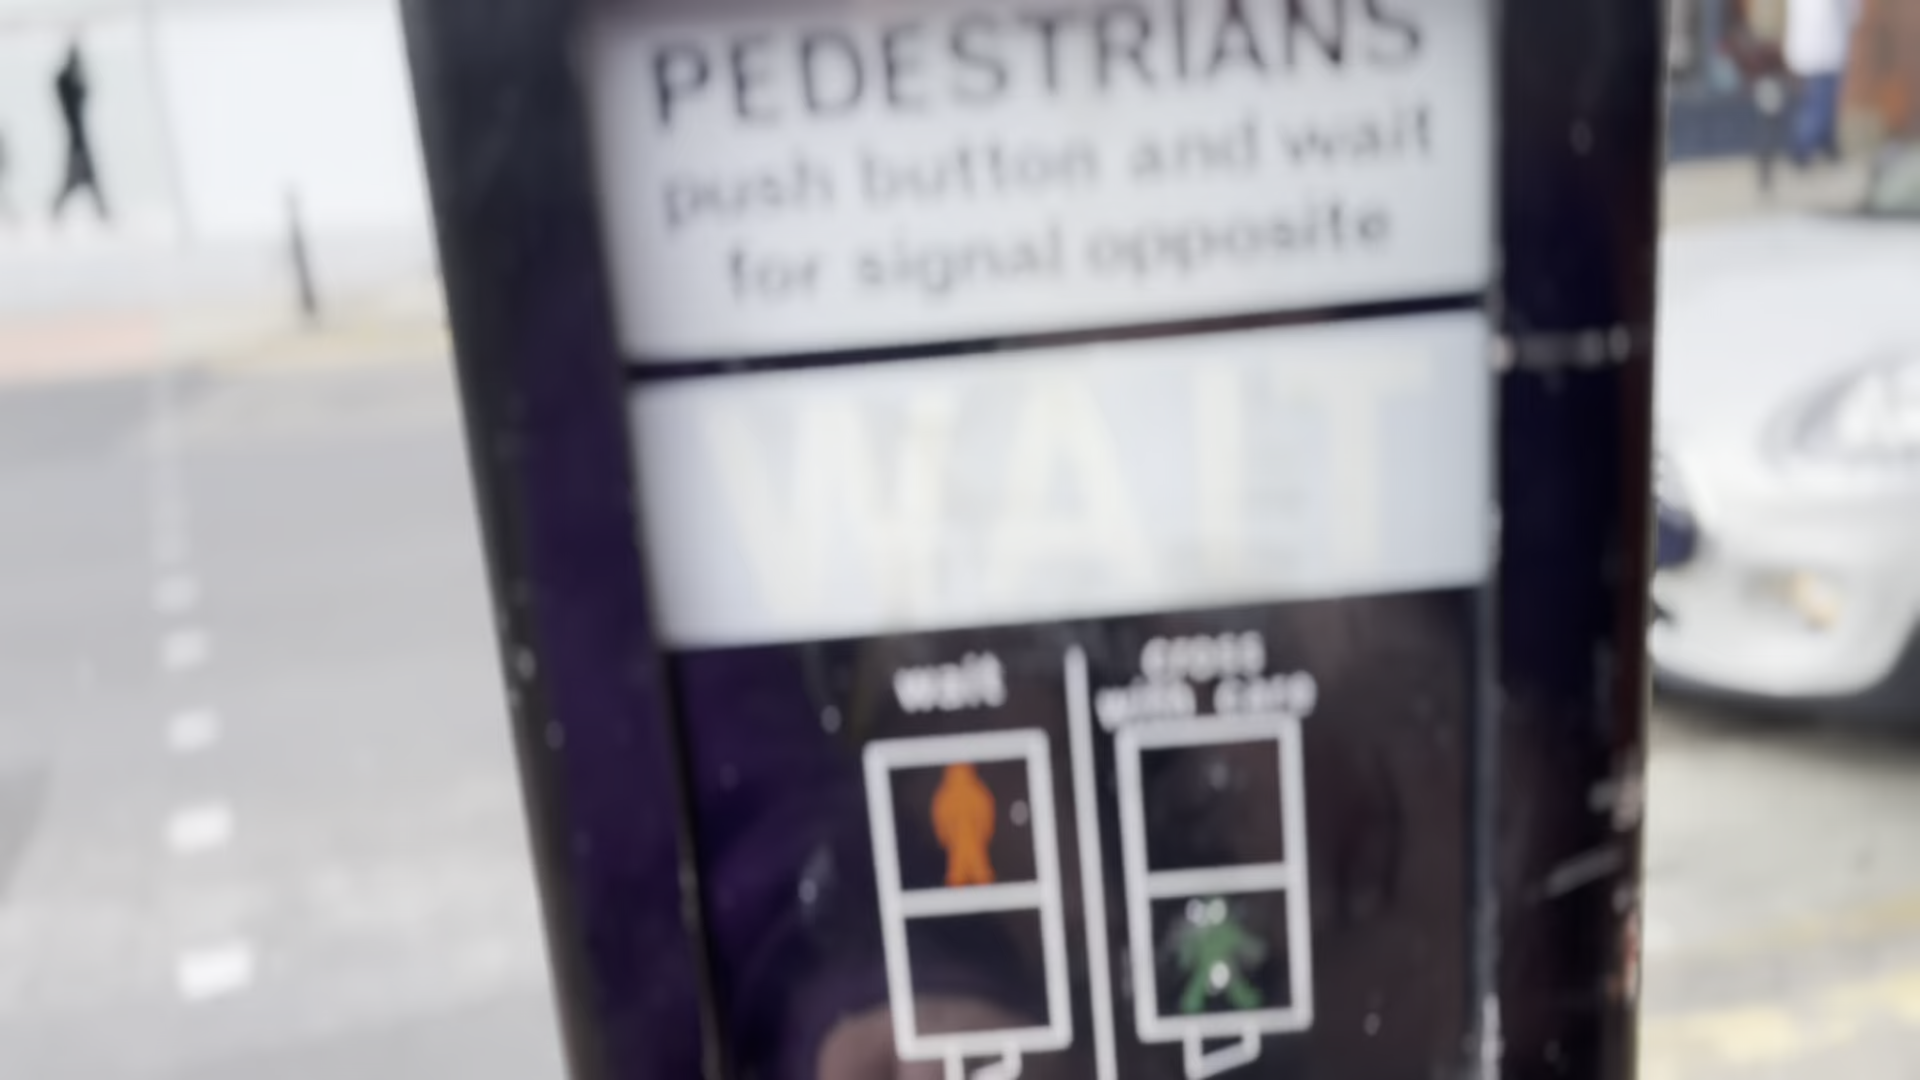 PEDESTRIANS
push button and wait
for signal opposite
WAIT
wait
cross
with care